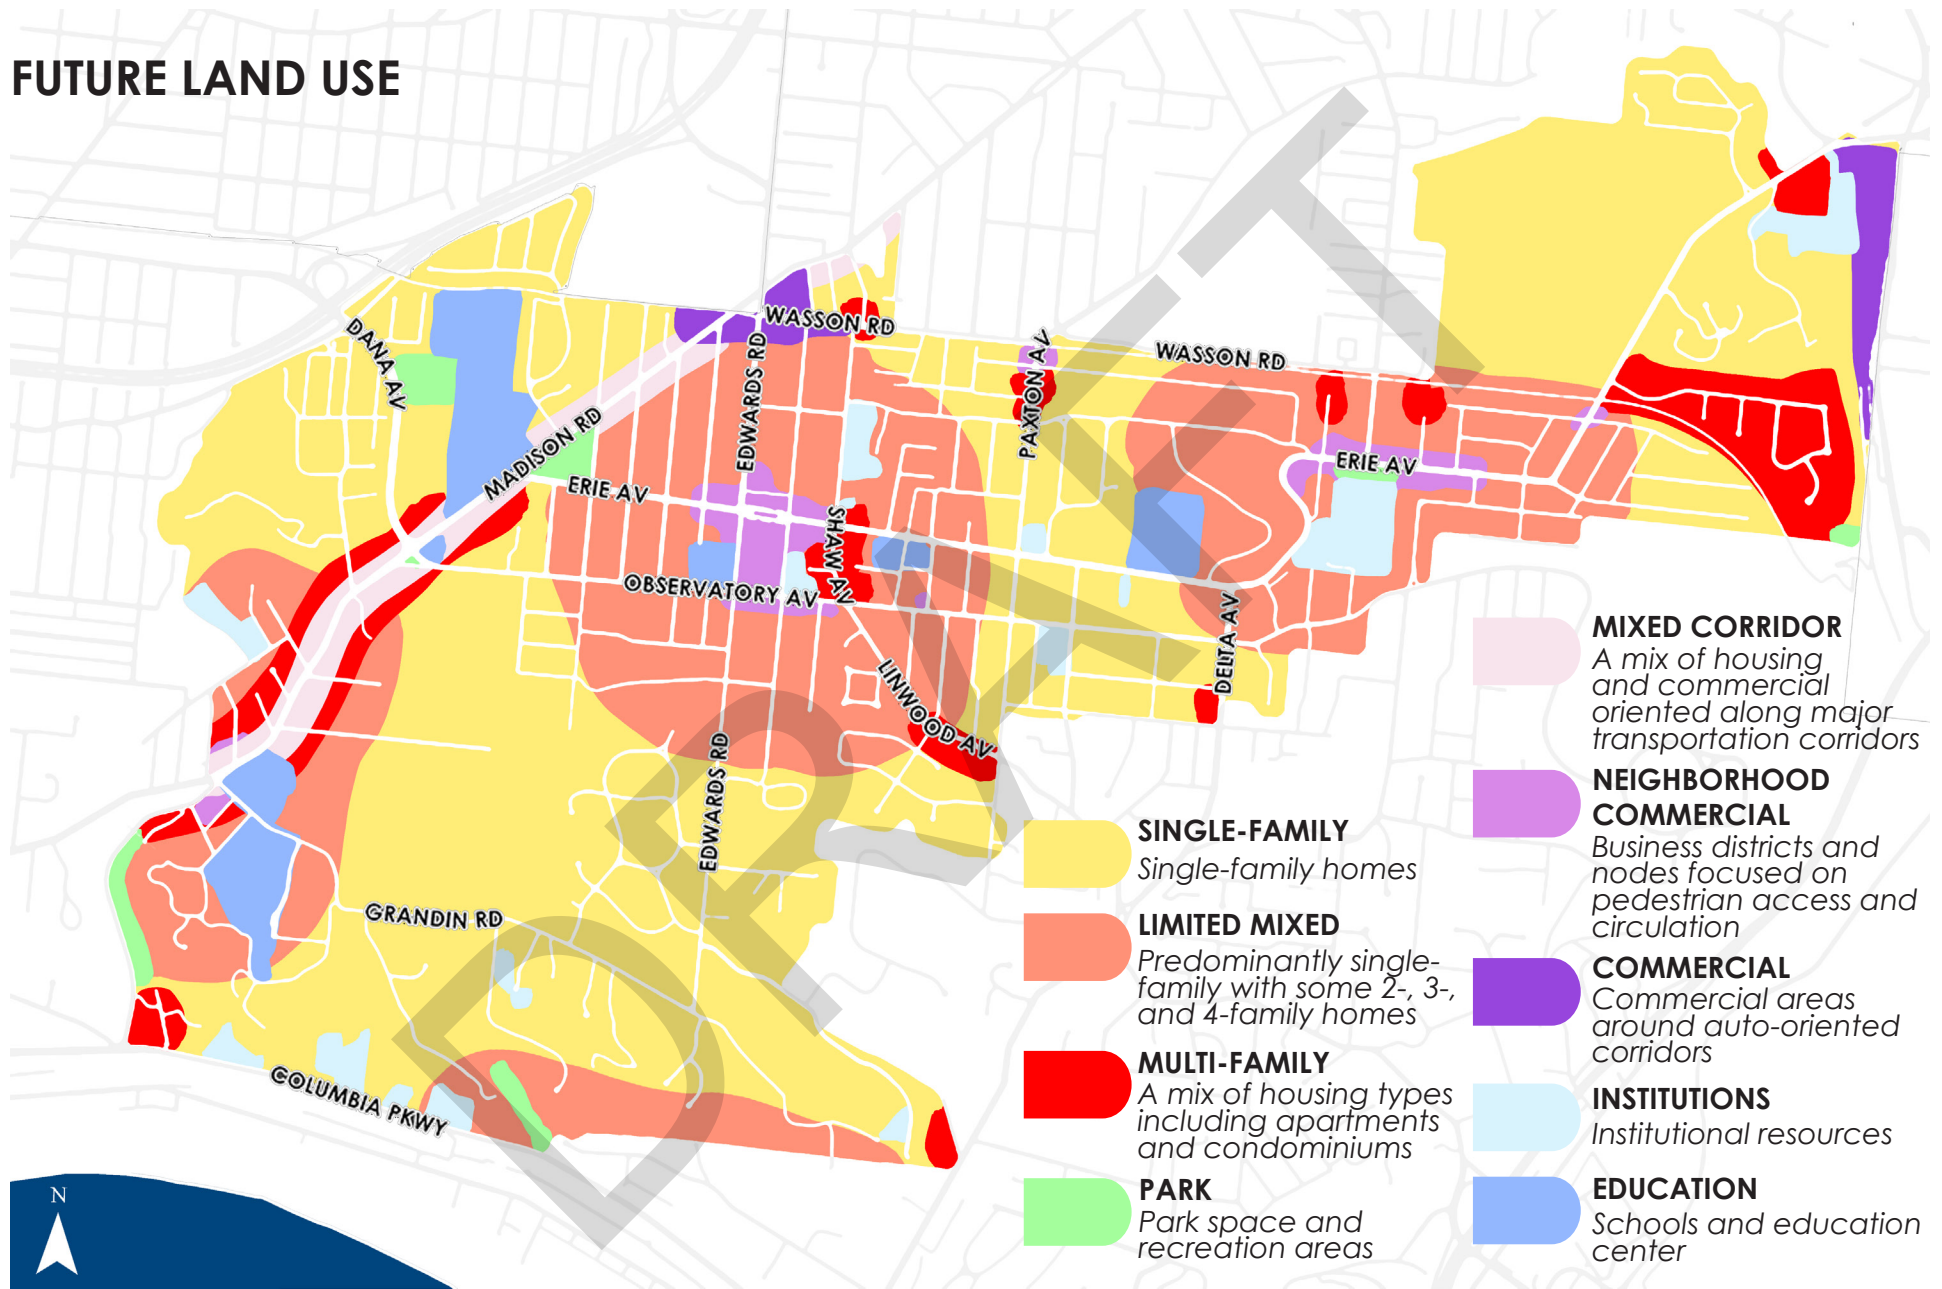 FUTURE LAND USE
DANA AV
WASSON RD
EDWARDS RD
MADISON RD
ERIE AV
PAXTON AV
WASSON RD
ERIE AV
SHAW AV
OBSERVATORY AV
LINWOOD AV
DELTA AV
EDWARDS RD
GRANDIN RD
COLUMBIA PKWY
DRAFT
N
SINGLE-FAMILY
Single-family homes
LIMITED MIXED
Predominantly single-
family with some 2-, 3-,
and 4-family homes
MULTI-FAMILY
A mix of housing types
including apartments
and condominiums
PARK
Park space and
recreation areas
MIXED CORRIDOR
A mix of housing
and commercial
oriented along major
transportation corridors
NEIGHBORHOOD
COMMERCIAL
Business districts and
nodes focused on
pedestrian access and
circulation
COMMERCIAL
Commercial areas
around auto-oriented
corridors
INSTITUTIONS
Institutional resources
EDUCATION
Schools and education
center